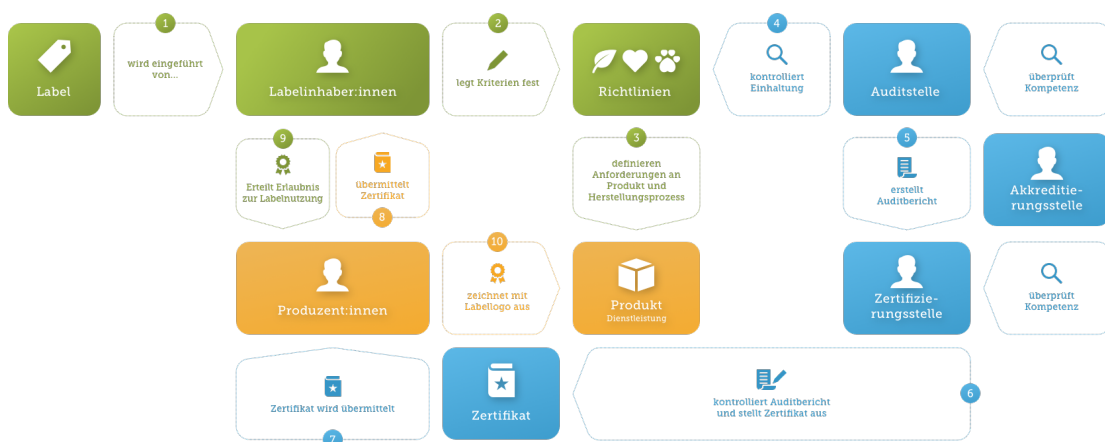 1
2
4
Label
wird eingeführt
von...
Labelinhaber:innen
legt Kriterien fest
Richtlinien
kontrolliert
Einhaltung
Auditstelle
überprüft
Kompetenz
9
Erteilt Erlaubnis
zur Labelnutzung
übermittelt
Zertifikat
8
3
definieren
Anforderungen an
Produkt und
Herstellungsprozess
5
erstellt
Auditbericht
Akkreditie-
rungsstelle
Produzent:innen
10
zeichnet mit
Labellogo aus
Produkt
Dienstleistung
Zertifizie-
rungsstelle
überprüft
Kompetenz
Zertifikat wird übermittelt
7
Zertifikat
kontrolliert Auditbericht
und stellt Zertifikat aus
6